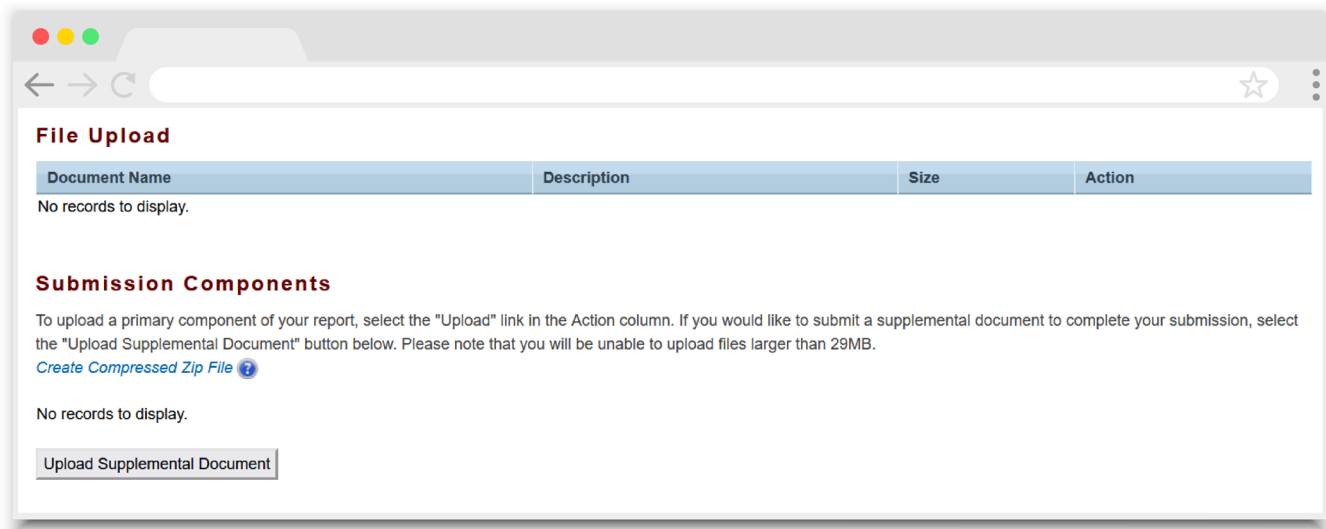 File Upload
Document Name Description Size Action
No records to display.
Submission Components
To upload a primary component of your report, select the "Upload" link in the Action column. If you would like to submit a supplemental document to complete your submission, select
the "Upload Supplemental Document" button below. Please note that you will be unable to upload files larger than 29MB.
Create Compressed Zip File ?
No records to display.
Upload Supplemental Document